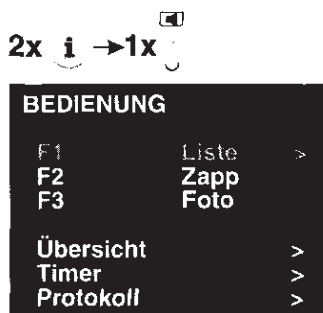 2x i →1x
BEDIENUNG
F1 Liste >
F2 Zapp
F3 Foto
Übersicht >
Timer >
Protokoll >